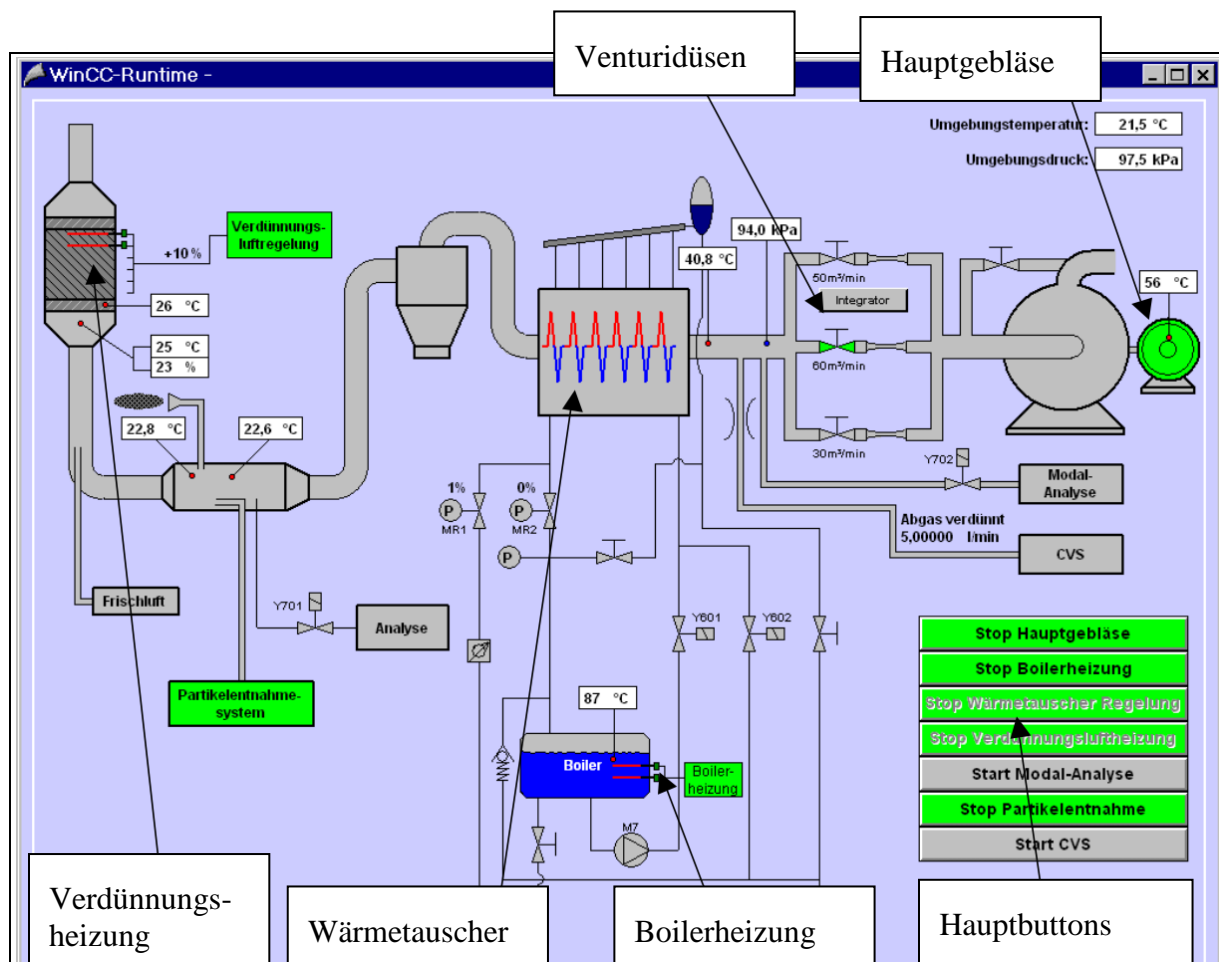 Venturidüsen
Hauptgebläse
WinCC-Runtime -
Umgebungstemperatur: 21,5 °C
Umgebungsdruck: 97,5 kPa
Verdünnungs-
luftregelung
+10%
94,0 kPa
40,8 °C
50m³/min
Integrator
56 °C
26 °C
25 °C
23 %
60m³/min
22,8 °C
22,6 °C
30m³/min
Y702
Modal-
Analyse
1%
0%
P
P
MR1
MR2
Abgas verdünnt
5,00000 l/min
P
CVS
Frischluft
Y701
Analyse
Y601
Y602
Stop Hauptgebläse
Stop Boilerheizung
Stop Wärmetauscher Regelung
Stop Verdünnungsluftheizung
Start Modal-Analyse
Stop Partikelentnahme
Start CVS
Partikelentnahme-
system
87 °C
Boiler
Boiler-
heizung
M7
Verdünnungs-
heizung
Wärmetauscher
Boilerheizung
Hauptbuttons